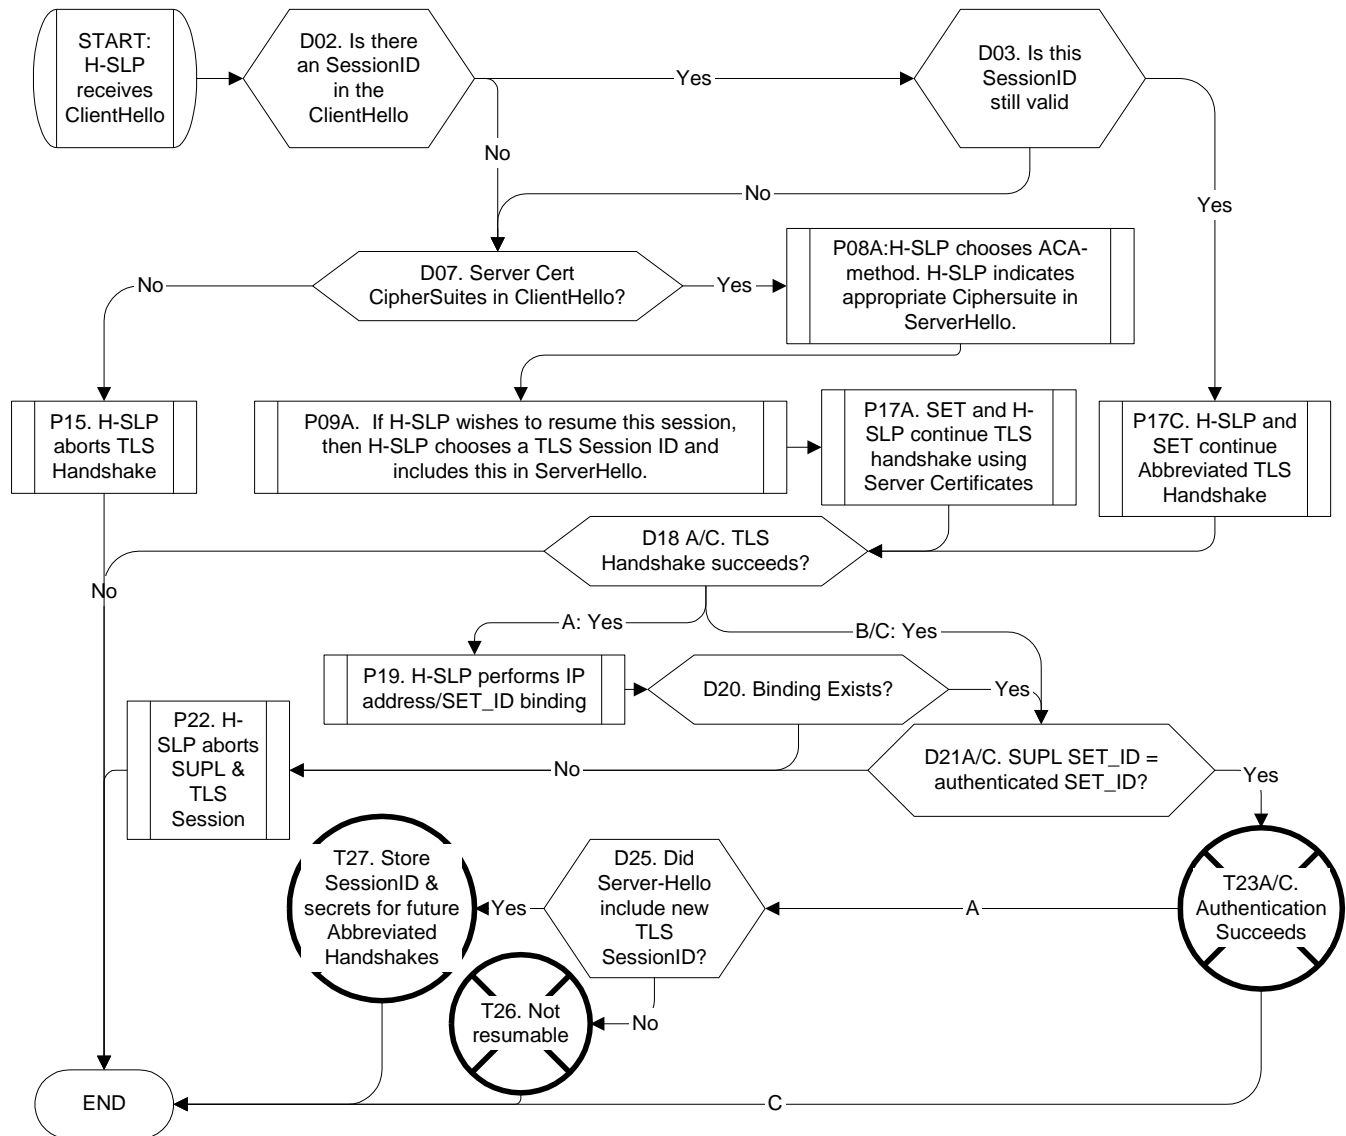 START:
H-SLP
receives
ClientHello
D02. Is there
an SessionID
in the
ClientHello
Yes
D03. Is this
SessionID
still valid
No
No
Yes
D07. Server Cert
CipherSuites in ClientHello?
No
Yes
P08A:H-SLP chooses ACA-
method. H-SLP indicates
appropriate Ciphersuite in
ServerHello.
P15. H-SLP
aborts TLS
Handshake
P09A. If H-SLP wishes to resume this session,
then H-SLP chooses a TLS Session ID and
includes this in ServerHello.
P17A. SET and H-
SLP continue TLS
handshake using
Server Certificates
P17C. H-SLP and
SET continue
Abbreviated TLS
Handshake
D18 A/C. TLS
Handshake succeeds?
No
A: Yes
B/C: Yes
P19. H-SLP performs IP
address/SET_ID binding
D20. Binding Exists?
Yes
P22. H-
SLP aborts
SUPL &
TLS
Session
No
D21A/C. SUPL SET_ID =
authenticated SET_ID?
Yes
T27. Store
SessionID &
secrets for future
Abbreviated
Handshakes
Yes
D25. Did
Server-Hello
include new
TLS
SessionID?
A
T23A/C.
Authentication
Succeeds
T26. Not
resumable
No
END
C